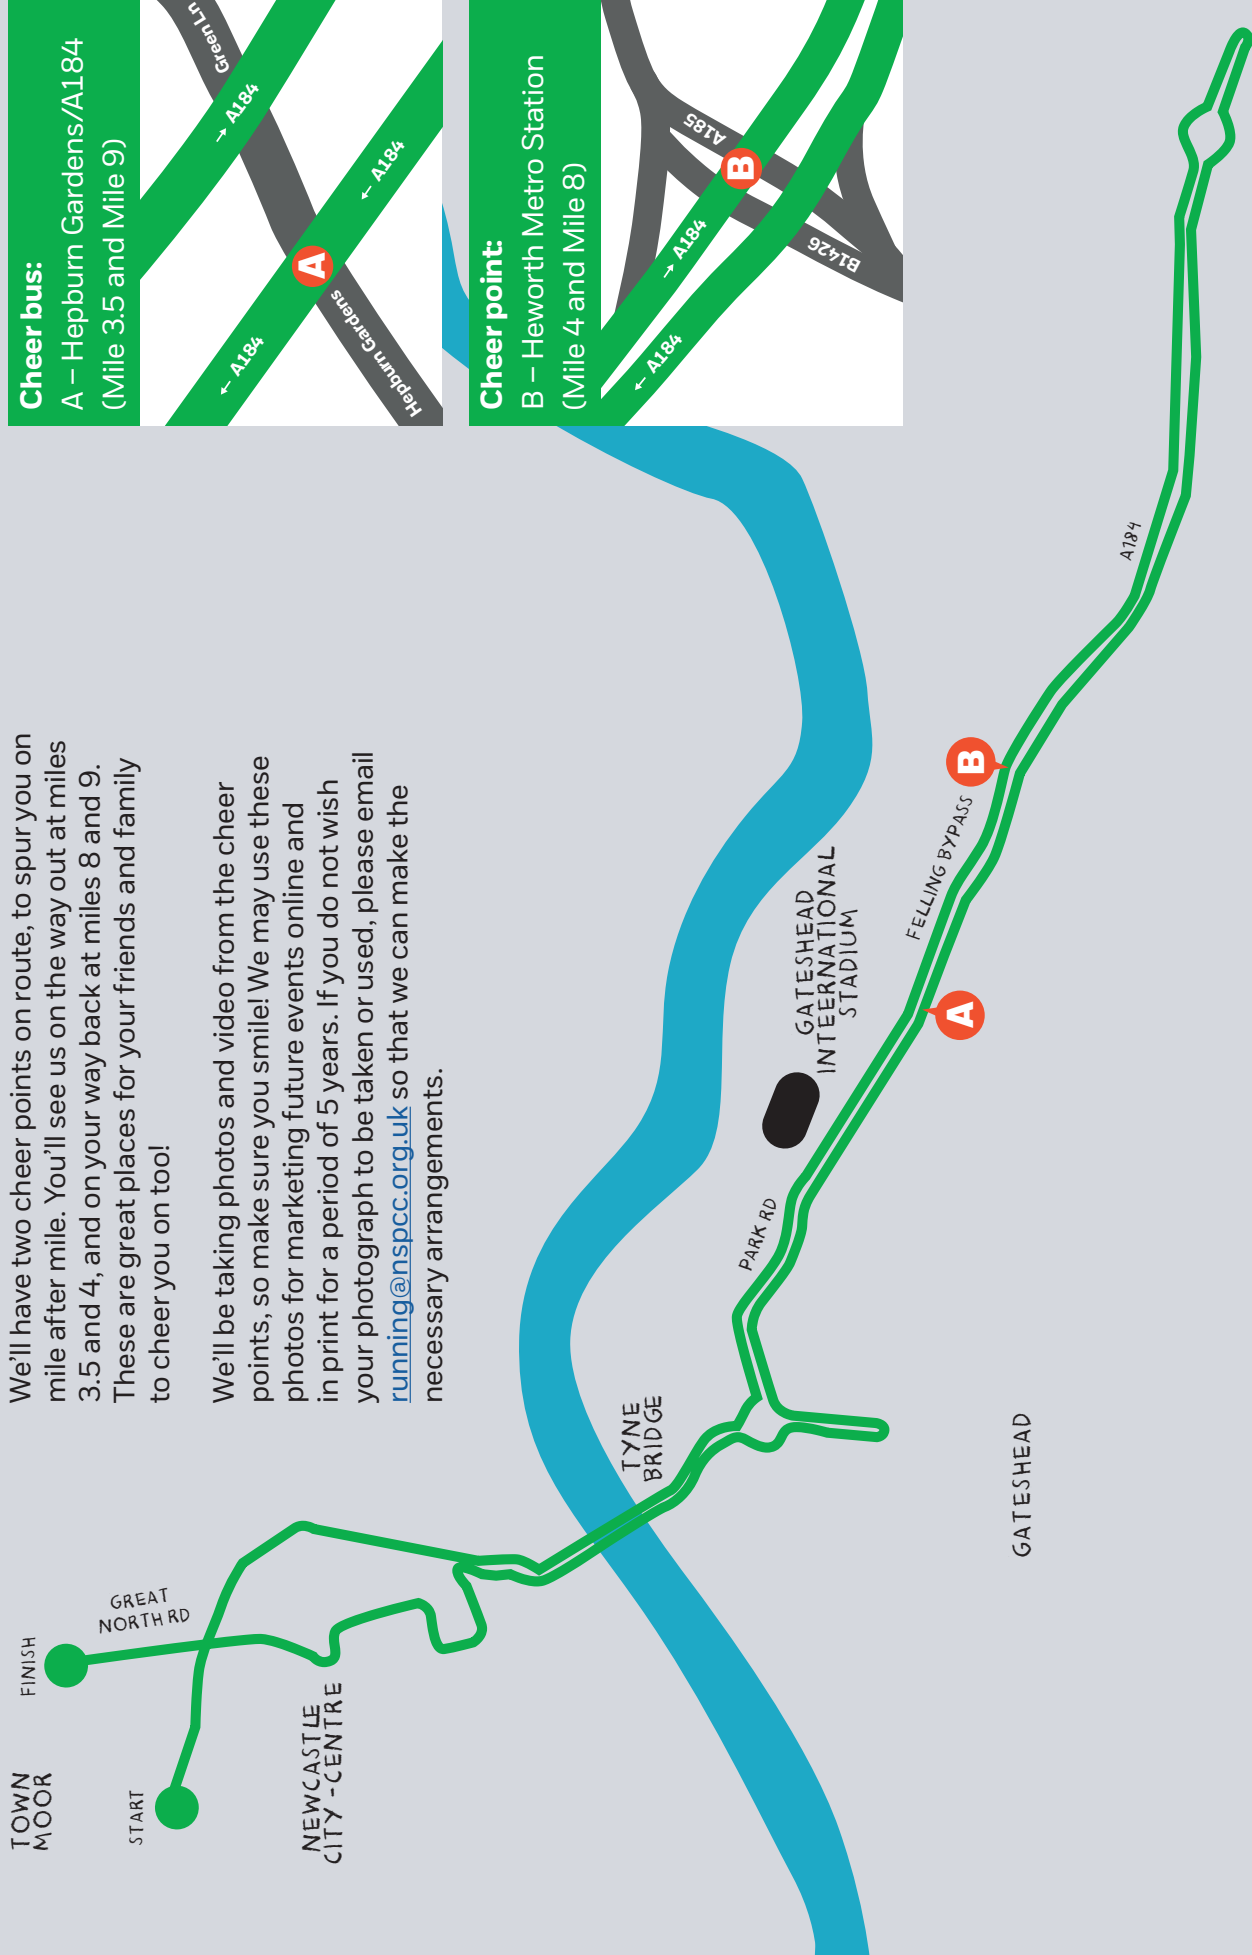 We’ll have two cheer points on route, to spur you on
mile after mile. You’ll see us on the way out at miles
3.5 and 4, and on your way back at miles 8 and 9.
These are great places for your friends and family
to cheer you on too!
We’ll be taking photos and video from the cheer
points, so make sure you smile! We may use these
photos for marketing future events online and
in print for a period of 5 years. If you do not wish
your photograph to be taken or used, please email
running@nspcc.org.uk so that we can make the
necessary arrangements.
Cheer bus:
A – Hepburn Gardens/A184
(Mile 3.5 and Mile 9)
Green Ln
→ A184
← A184
← A184
A
Hepburn Gardens
Cheer point:
B – Heworth Metro Station
(Mile 4 and Mile 8)
A185
B
→ A184
B1426
← A184
TOWN
MOOR
START
FINISH
GREAT
NORTH RD
NEWCASTLE
CITY -CENTRE
TYNE
BRIDGE
PARK RD
GATESHEAD
INTEERNATIONAL
STADIUM
FELLING BYPASS
A
B
A184
GATESHEAD